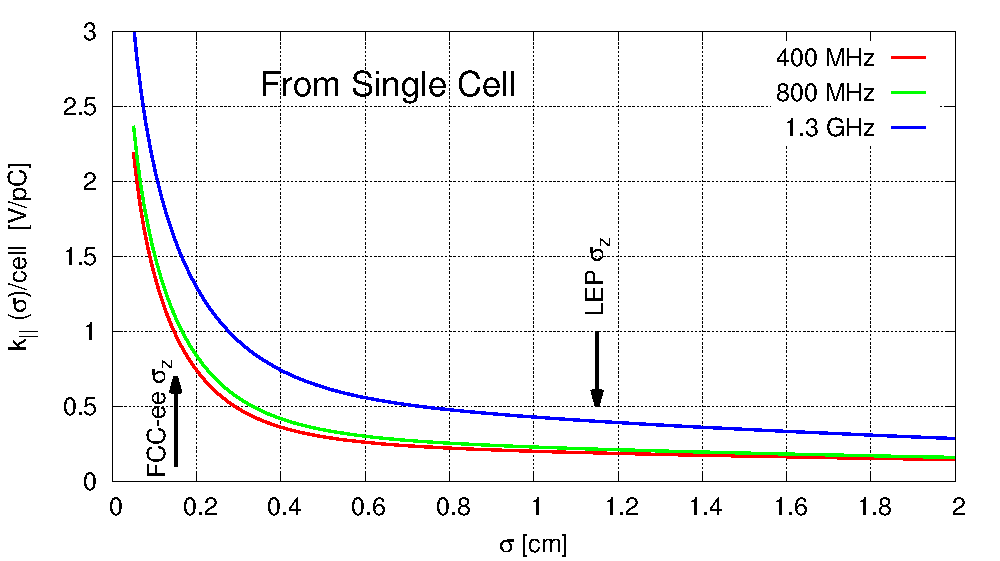 From Single Cell
400 MHz
800 MHz
1.3 GHz
3
2.5
2
1.5
1
0.5
0
k|| (σ)/cell [V/pC]
FCC-ee σz
LEP σz
0 0.2 0.4 0.6 0.8 1 1.2 1.4 1.6 1.8 2
σ [cm]